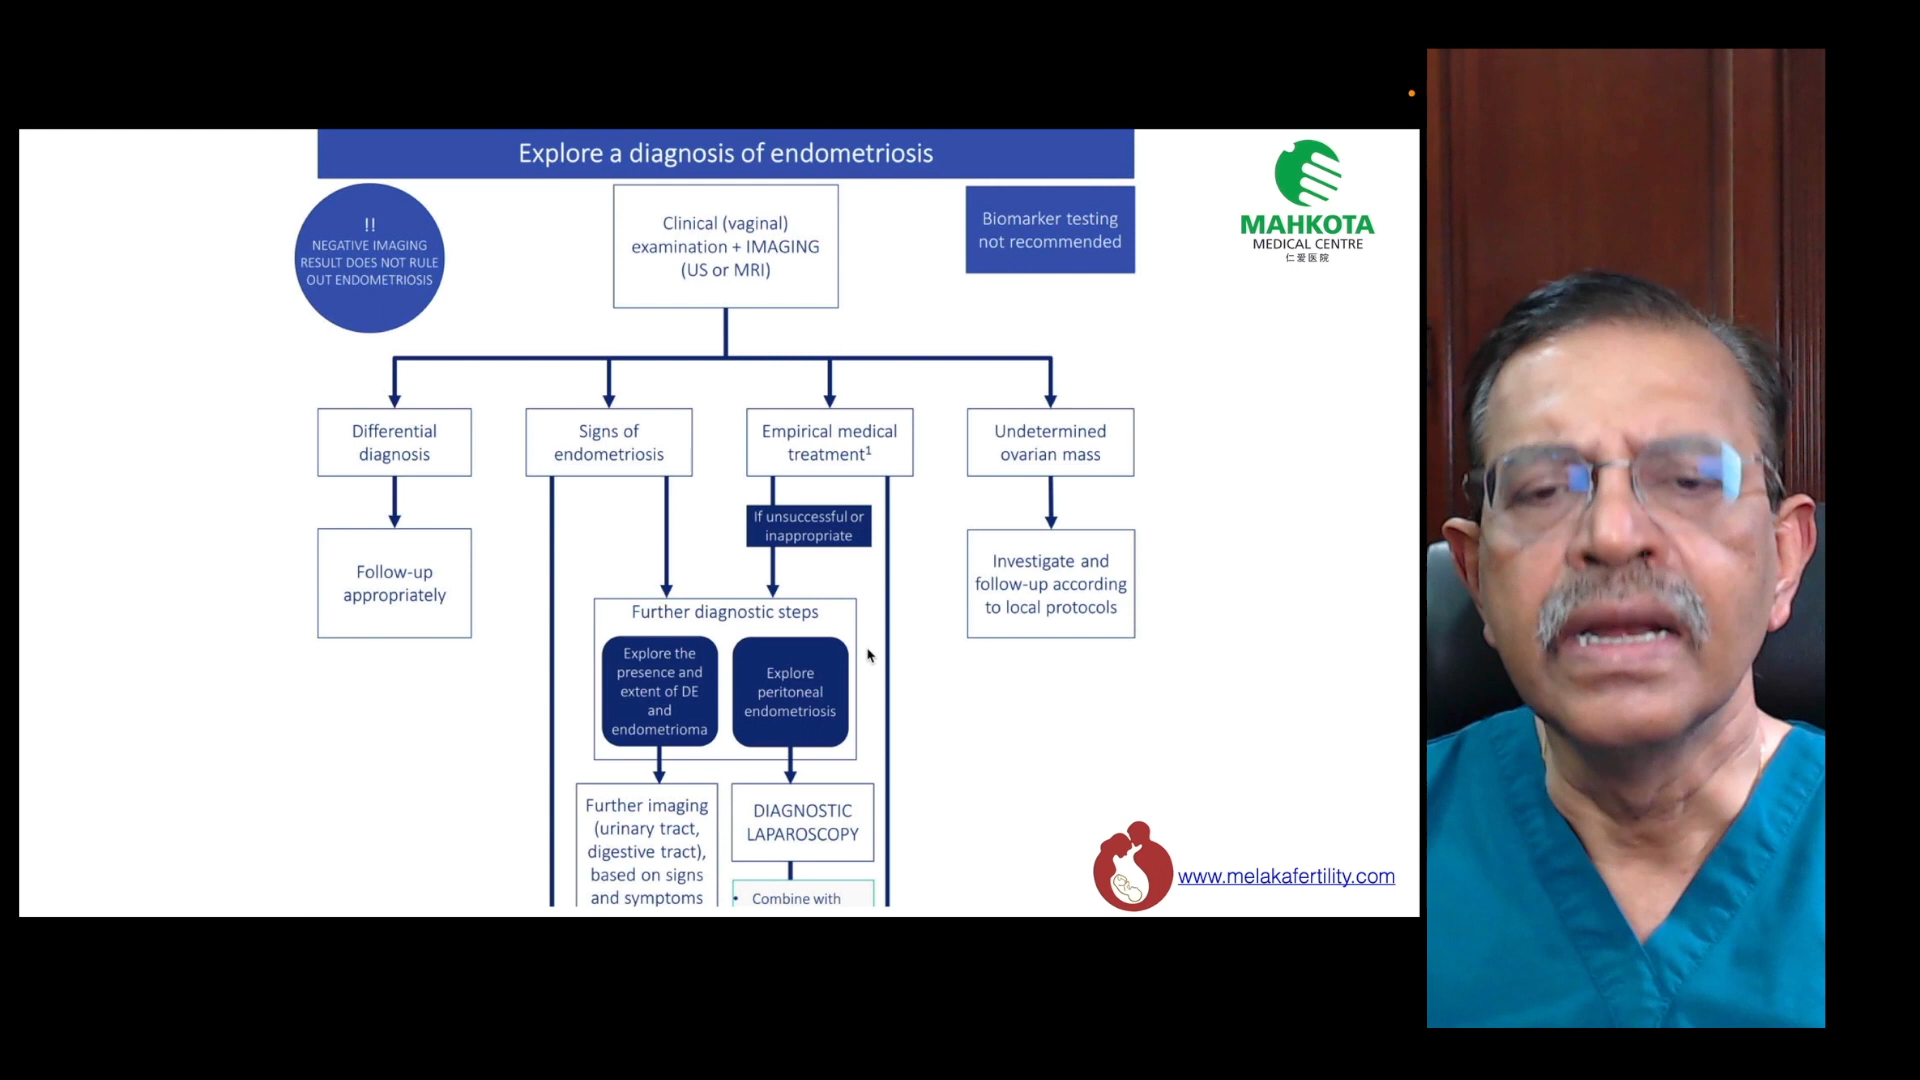 Explore a diagnosis of endometriosis
!!
NEGATIVE IMAGING
RESULT DOES NOT RULE
OUT ENDOMETRIOSIS
Clinical (vaginal)
examination + IMAGING
(US or MRI)
Biomarker testing
not recommended
MAHKOTA
MEDICAL CENTRE
仁爱医院
Differential
diagnosis
Signs of
endometriosis
Empirical medical
treatment¹
Undetermined
ovarian mass
If unsuccessful or
inappropriate
Follow-up
appropriately
Investigate and
follow-up according
to local protocols
Further diagnostic steps
Explore the
presence and
extent of DE
and
endometrioma
Explore
peritoneal
endometriosis
Further imaging
(urinary tract,
digestive tract),
based on signs
and symptoms
DIAGNOSTIC
LAPAROSCOPY
• Combine with
www.melakafertility.com